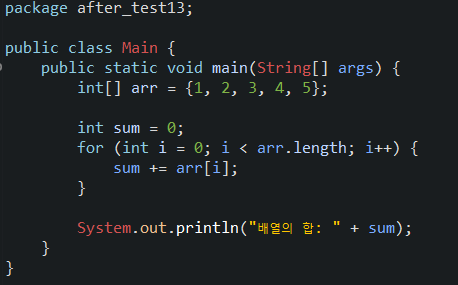 package after_test13;

public class Main {
    public static void main(String[] args) {
        int[] arr = {1, 2, 3, 4, 5};

        int sum = 0;
        for (int i = 0; i < arr.length; i++) {
            sum += arr[i];
        }

        System.out.println("배열의 합: " + sum);
    }
}